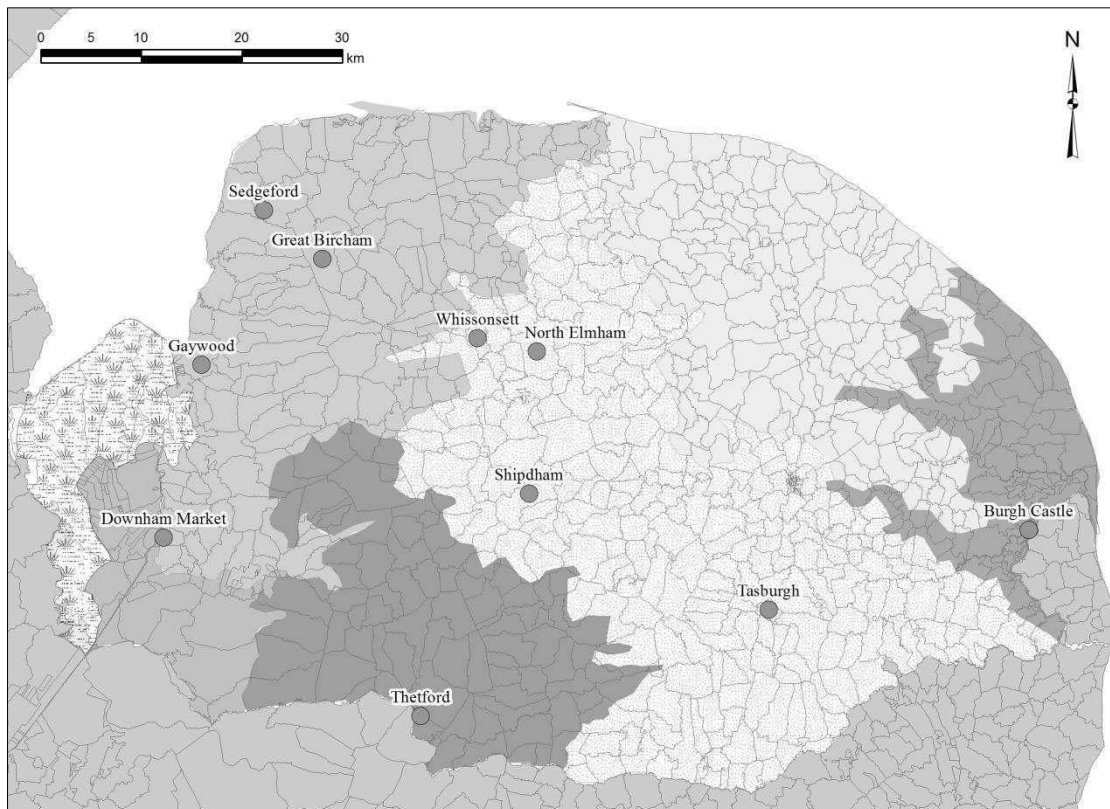 0 5 10 20 30
km
N
Sedgeford
Great Bircham
Whissonsett
North Elmham
Gaywood
Shipdham
Downham Market
Burgh Castle
Tasburgh
Thetford